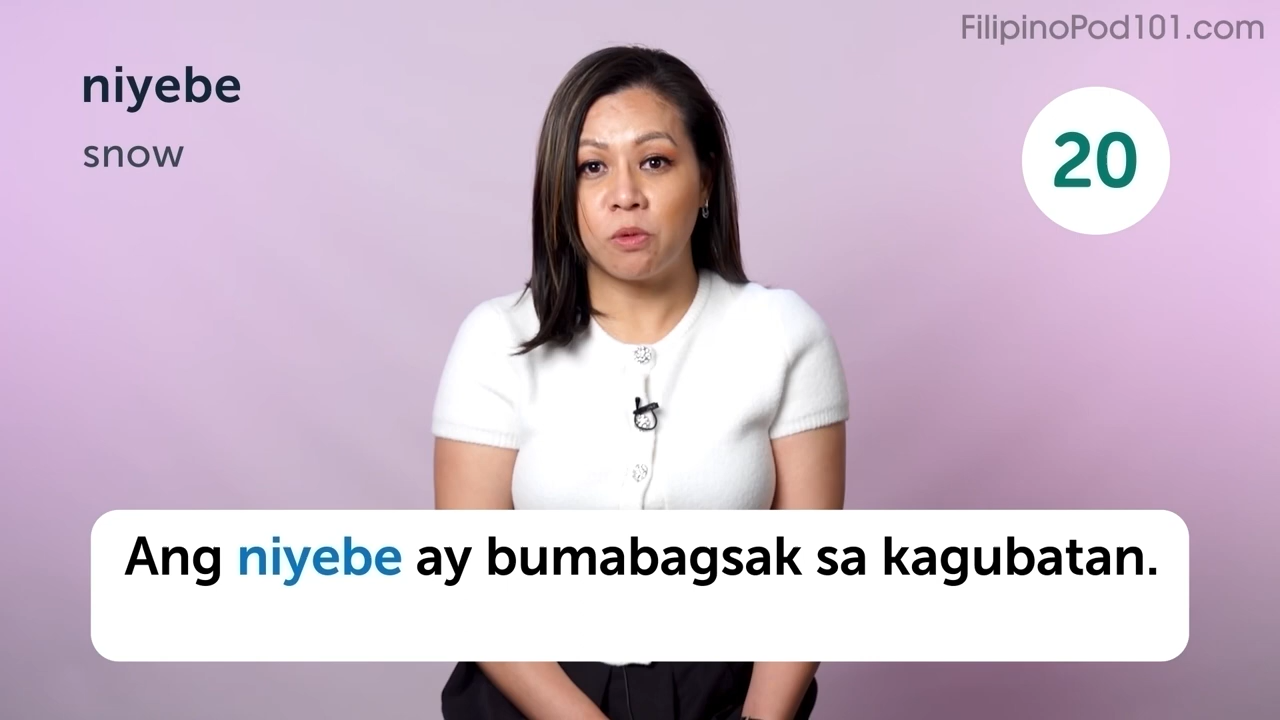 FilipinoPod101.com
niyebe
snow
20
Ang niyebe ay bumabagsak sa kagubatan.